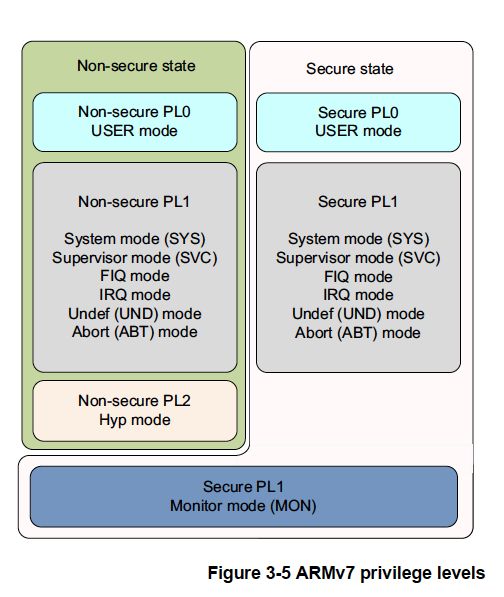 Non-secure state
Non-secure PL0
USER mode
Non-secure PL1
System mode (SYS)
Supervisor mode (SVC)
FIQ mode
IRQ mode
Undef (UND) mode
Abort (ABT) mode
Non-secure PL2
Hyp mode
Secure state
Secure PL0
USER mode
Secure PL1
System mode (SYS)
Supervisor mode (SVC)
FIQ mode
IRQ mode
Undef (UND) mode
Abort (ABT) mode
Secure PL1
Monitor mode (MON)
Figure 3-5 ARMv7 privilege levels